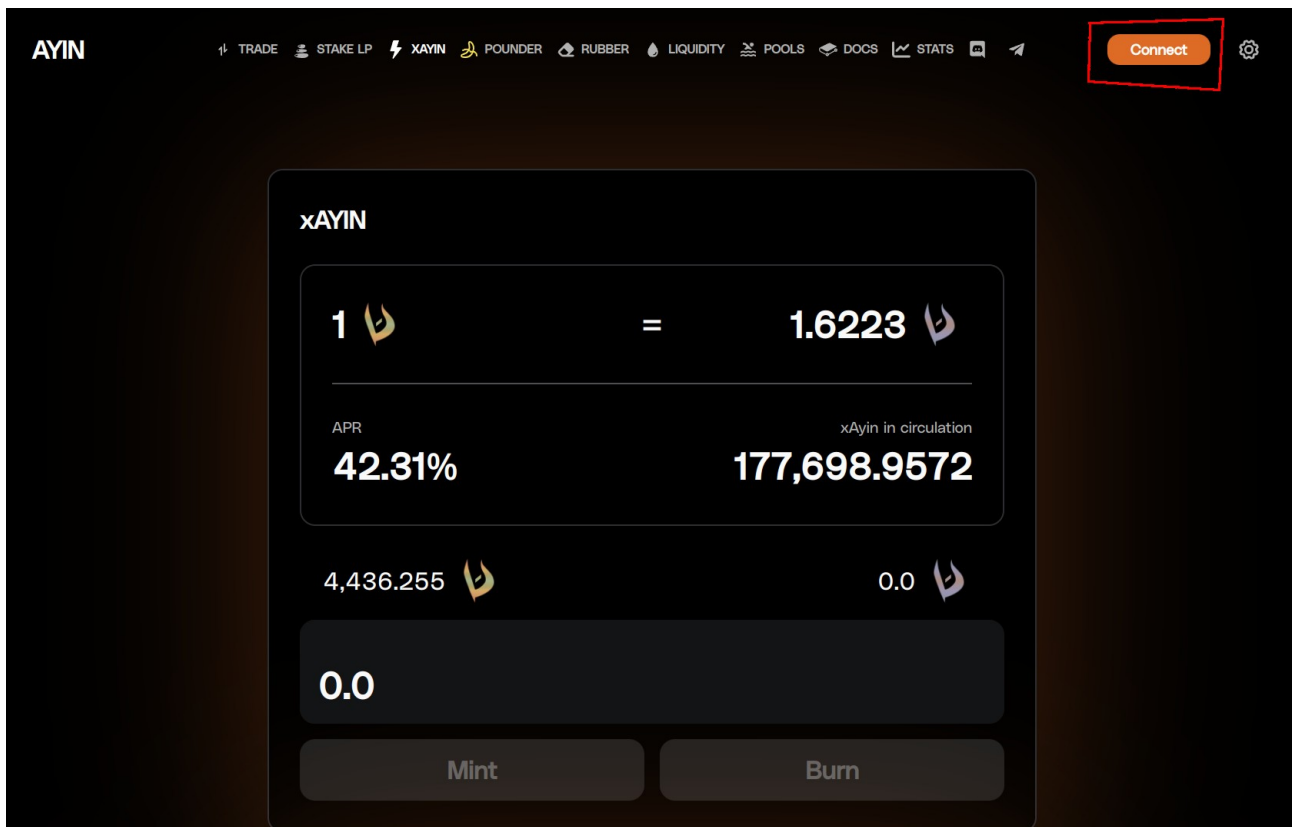 AYIN TRADE STAKE LP XAYIN POUNDER RUBBER LIQUIDITY POOLS DOCS STATS Connect
xAYIN
1 = 1.6223
APR xAyin in circulation
42.31% 177,698.9572
4,436.255 0.0
0.0
Mint Burn